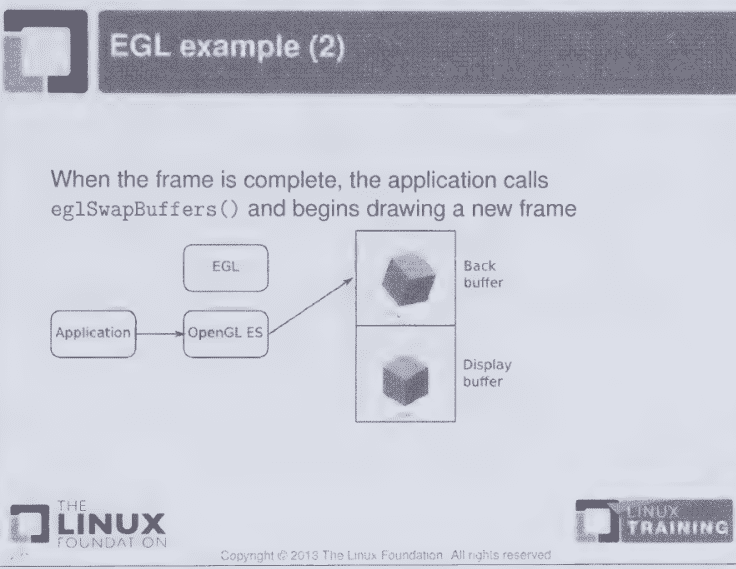 EGL example (2)
When the frame is complete, the application calls
eglSwapBuffers() and begins drawing a new frame
EGL
Back
buffer
Application
OpenGL ES
Display
buffer
THE
LINUX
FOUNDATION
LINUX
TRAINING
Copyright © 2013 The Linux Foundation. All rights reserved